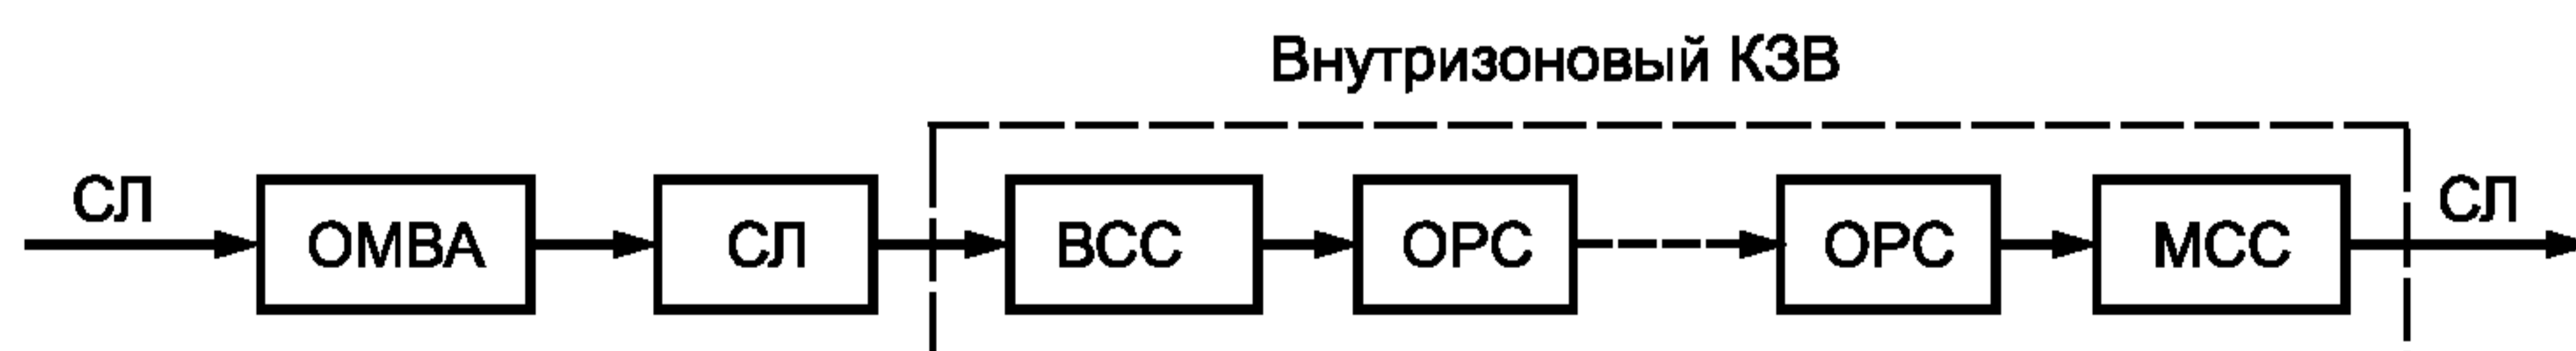 Внутризоновый КЗВ
СЛ ОМВА СЛ ВСС ОРС ОРС МСС СЛ